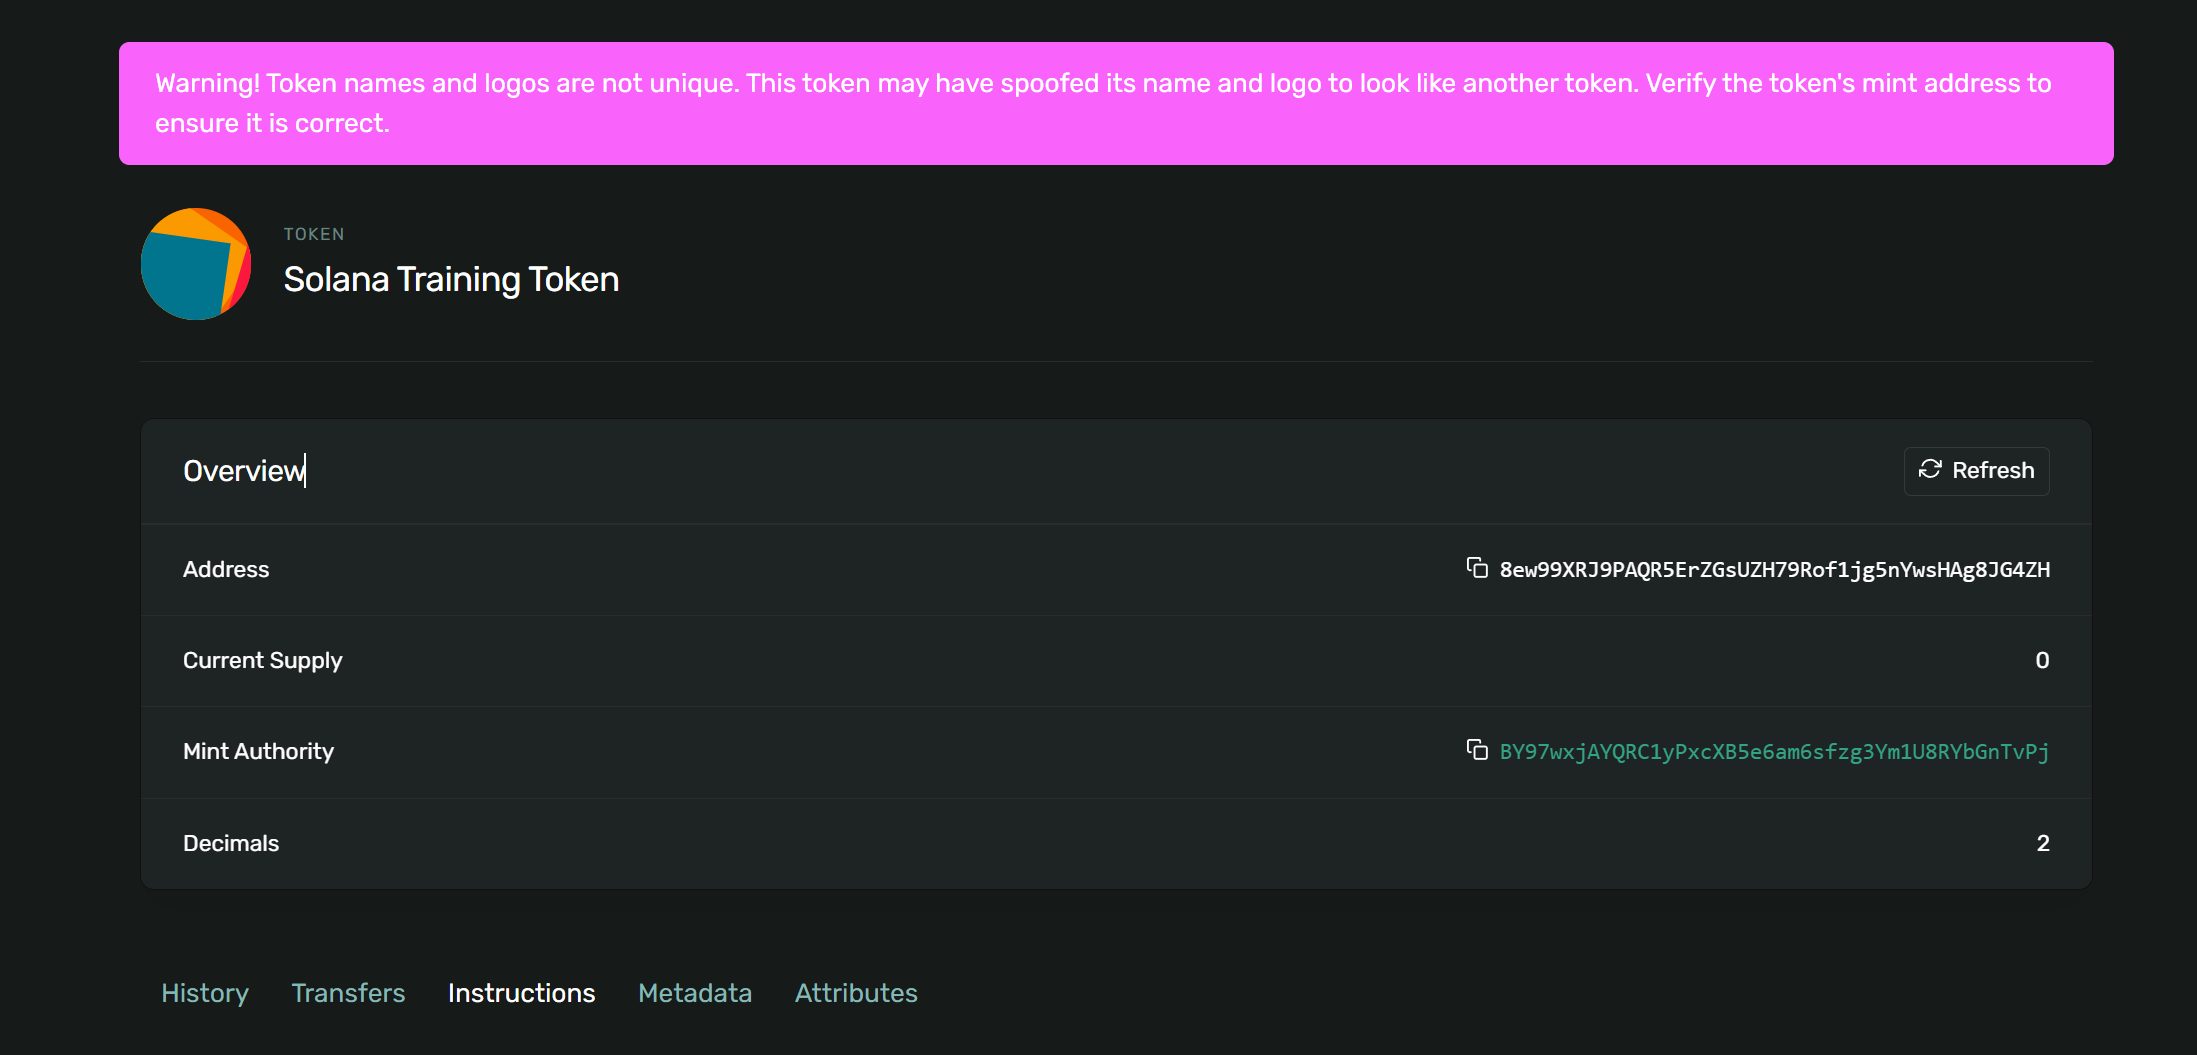 Warning! Token names and logos are not unique. This token may have spoofed its name and logo to look like another token. Verify the token's mint address to
ensure it is correct.
TOKEN
Solana Training Token
Overview
Refresh
Address
8ew99XRJ9PAQR5ErZGsUZH79Rof1jg5nYwsHAg8JG4ZH
Current Supply
0
Mint Authority
BY97wxjAYQRC1yPxcXB5e6am6sfzg3Ym1U8RYbGnTvPj
Decimals
2
History Transfers Instructions Metadata Attributes